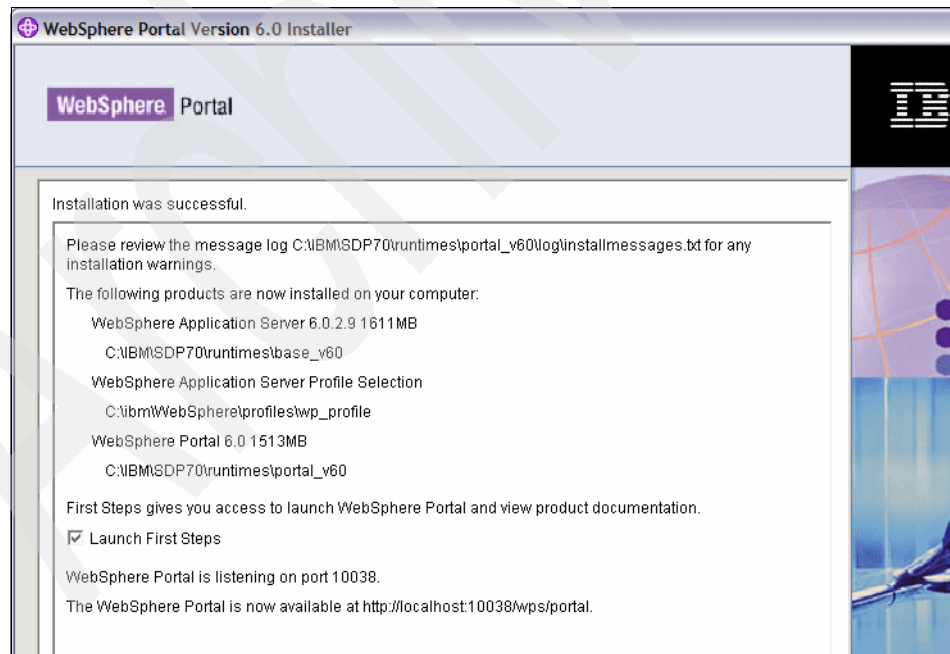 WebSphere Portal Version 6.0 Installer
WebSphere Portal
IBM
Installation was successful.
Please review the message log C:\IBM\SDP70\runtimes\portal_v60\log\installmessages.txt for any
installation warnings.
The following products are now installed on your computer:
WebSphere Application Server 6.0.2.9 1611MB
C:\IBM\SDP70\runtimes\base_v60
WebSphere Application Server Profile Selection
C:\ibm\WebSphere\profiles\wp_profile
WebSphere Portal 6.0 1513MB
C:\IBM\SDP70\runtimes\portal_v60
First Steps gives you access to launch WebSphere Portal and view product documentation.
Launch First Steps
WebSphere Portal is listening on port 10038.
The WebSphere Portal is now available at http://localhost:10038/wps/portal.